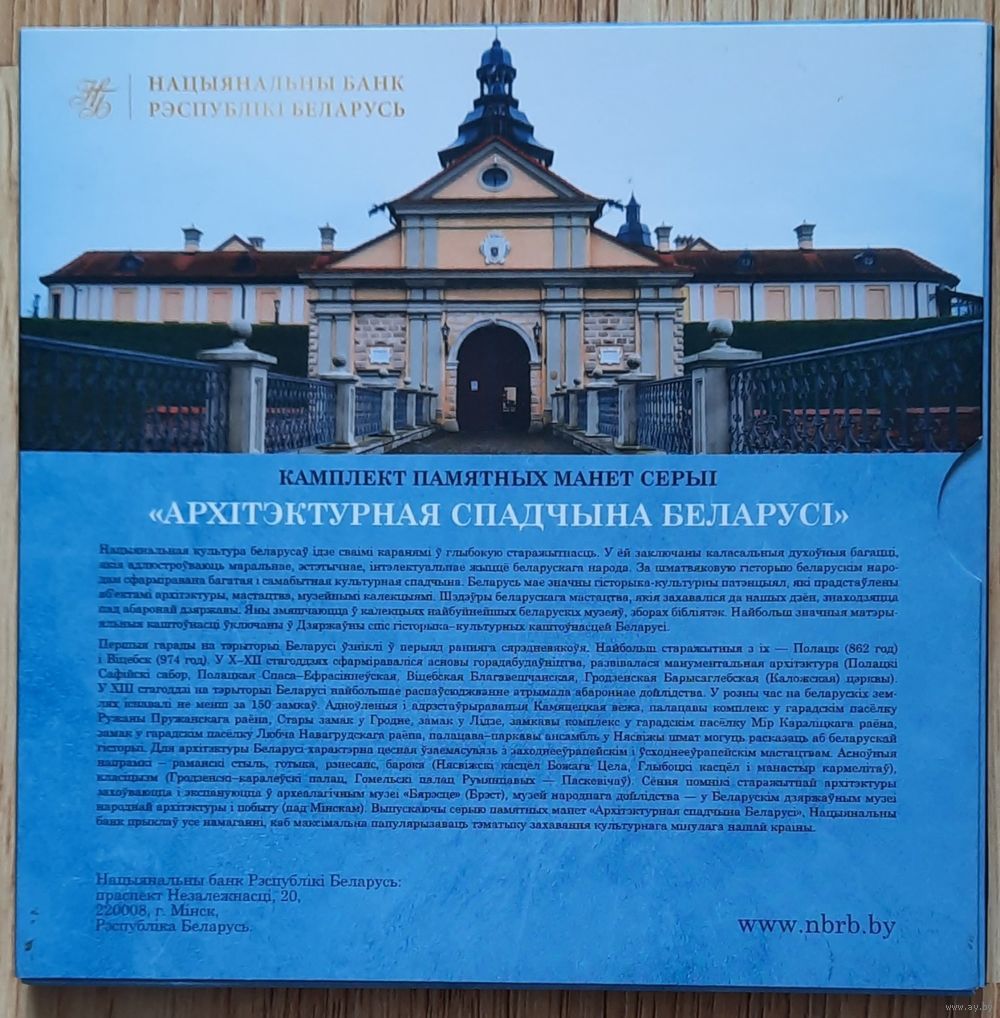 НАЦЫЯНАЛЬНЫ БАНК
РЭСПУБЛІКІ БЕЛАРУСЬ
КАМПЛЕКТ ПАМЯТНЫХ МАНЕТ СЕРЫІ
«АРХІТЭКТУРНАЯ СПАДЧЫНА БЕЛАРУСІ»
Нацыянальная культура беларусаў ідзе сваімі каранямі ў глыбокую старажытнасць. У ёй заключаны каласальныя духоўныя багацці,
якія адлюстроўваюць маральнае, эстэтычнае, інтэлектуальнае жыццё беларускага народа. За шматвяковую гісторыю беларускім наро-
дам сфарміравана багатая і самабытная культурная спадчына. Беларусь мае значны гісторыка-культурны патэнцыял, які прадстаўлены
аб'ектамі архітэктуры, мастацтва, музейнымі калекцыямі. Шэдэўры беларускага мастацтва, якія захаваліся да нашых дзён, знаходзяцца
пад абаронай дзяржавы. Яны змяшчаюцца ў калекцыях найбуйнейшых беларускіх музеяў, зборах бібліятэк. Найбольш значныя матэры-
яльныя каштоўнасці ўключаны ў Дзяржаўны спіс гісторыка-культурных каштоўнасцей Беларусі.
Першыя гарады на тэрыторыі Беларусі ўзніклі ў перыяд ранняга сярэдневякоўя. Найбольш старажытныя з іх — Полацк (862 год)
і Віцебск (974 год). У X–XII стагоддзях сфарміраваліся асновы горадабудаўніцтва, развівалася манументальная архітэктура (Полацкі
Сафійскі сабор, Полацкая Спаса-Ефрасіннеўская, Віцебская Благавешчанская, Гродзенская Барысаглебская (Каложская) цэрквы).
У XIII стагоддзі на тэрыторыі Беларусі найбольшае распаўсюджванне атрымала абарончае дойлідства. У розны час на беларускіх зем-
лях існавалі не менш за 150 замкаў. Адноўленыя і адрэстаўрыраваныя Камянецкая вежа, палацавы комплекс у гарадскім пасёлку
Ружаны Пружанскага раёна, Стары замак у Гродне, замак у Лідзе, замкавы комплекс у гарадскім пасёлку Мір Карэліцкага раёна,
замак у гарадскім пасёлку Любча Навагрудскага раёна, палацава-паркавы ансамбль у Нясвіжы шмат могуць расказаць аб беларускай
гісторыі. Для архітэктуры Беларусі характэрна цесная ўзаемасувязь з заходнееўрапейскім і ўсходнееўрапейскім мастацтвам. Асноўныя
напрамкі – раманскі стыль, готыка, рэнесанс, барока (Нясвіжскі касцёл Божага Цела, Глыбоцкі касцёл і манастыр кармелітаў),
класіцызм (Гродзенскі каралеўскі палац, Гомельскі палац Румянцавых — Паскевічаў). Сёння помнікі старажытнай архітэктуры
захоўваюцца і экспануюцца ў археалагічным музеі «Бярэсце» (Брэст), музеі народнага дойлідства — у Беларускім дзяржаўным музеі
народнай архітэктуры і побыту (пад Мінскам). Выпускаючы серыю памятных манет «Архітэктурная спадчына Беларусі», Нацыянальны
банк прыклаў усе намаганні, каб максімальна папулярызаваць тэматыку захавання культурнага мінулага нашай краіны.
Нацыянальны банк Рэспублікі Беларусь:
праспект Незалежнасці, 20,
220008, г. Мінск,
Рэспубліка Беларусь.
www.nbrb.by
www.ay.by